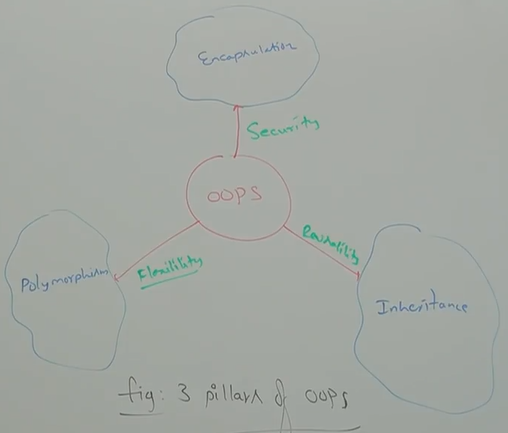 Encapsulation
Security
OOPS
Reusability
Flexibility
Polymorphism
Inheritance
fig: 3 pillars of OOPS